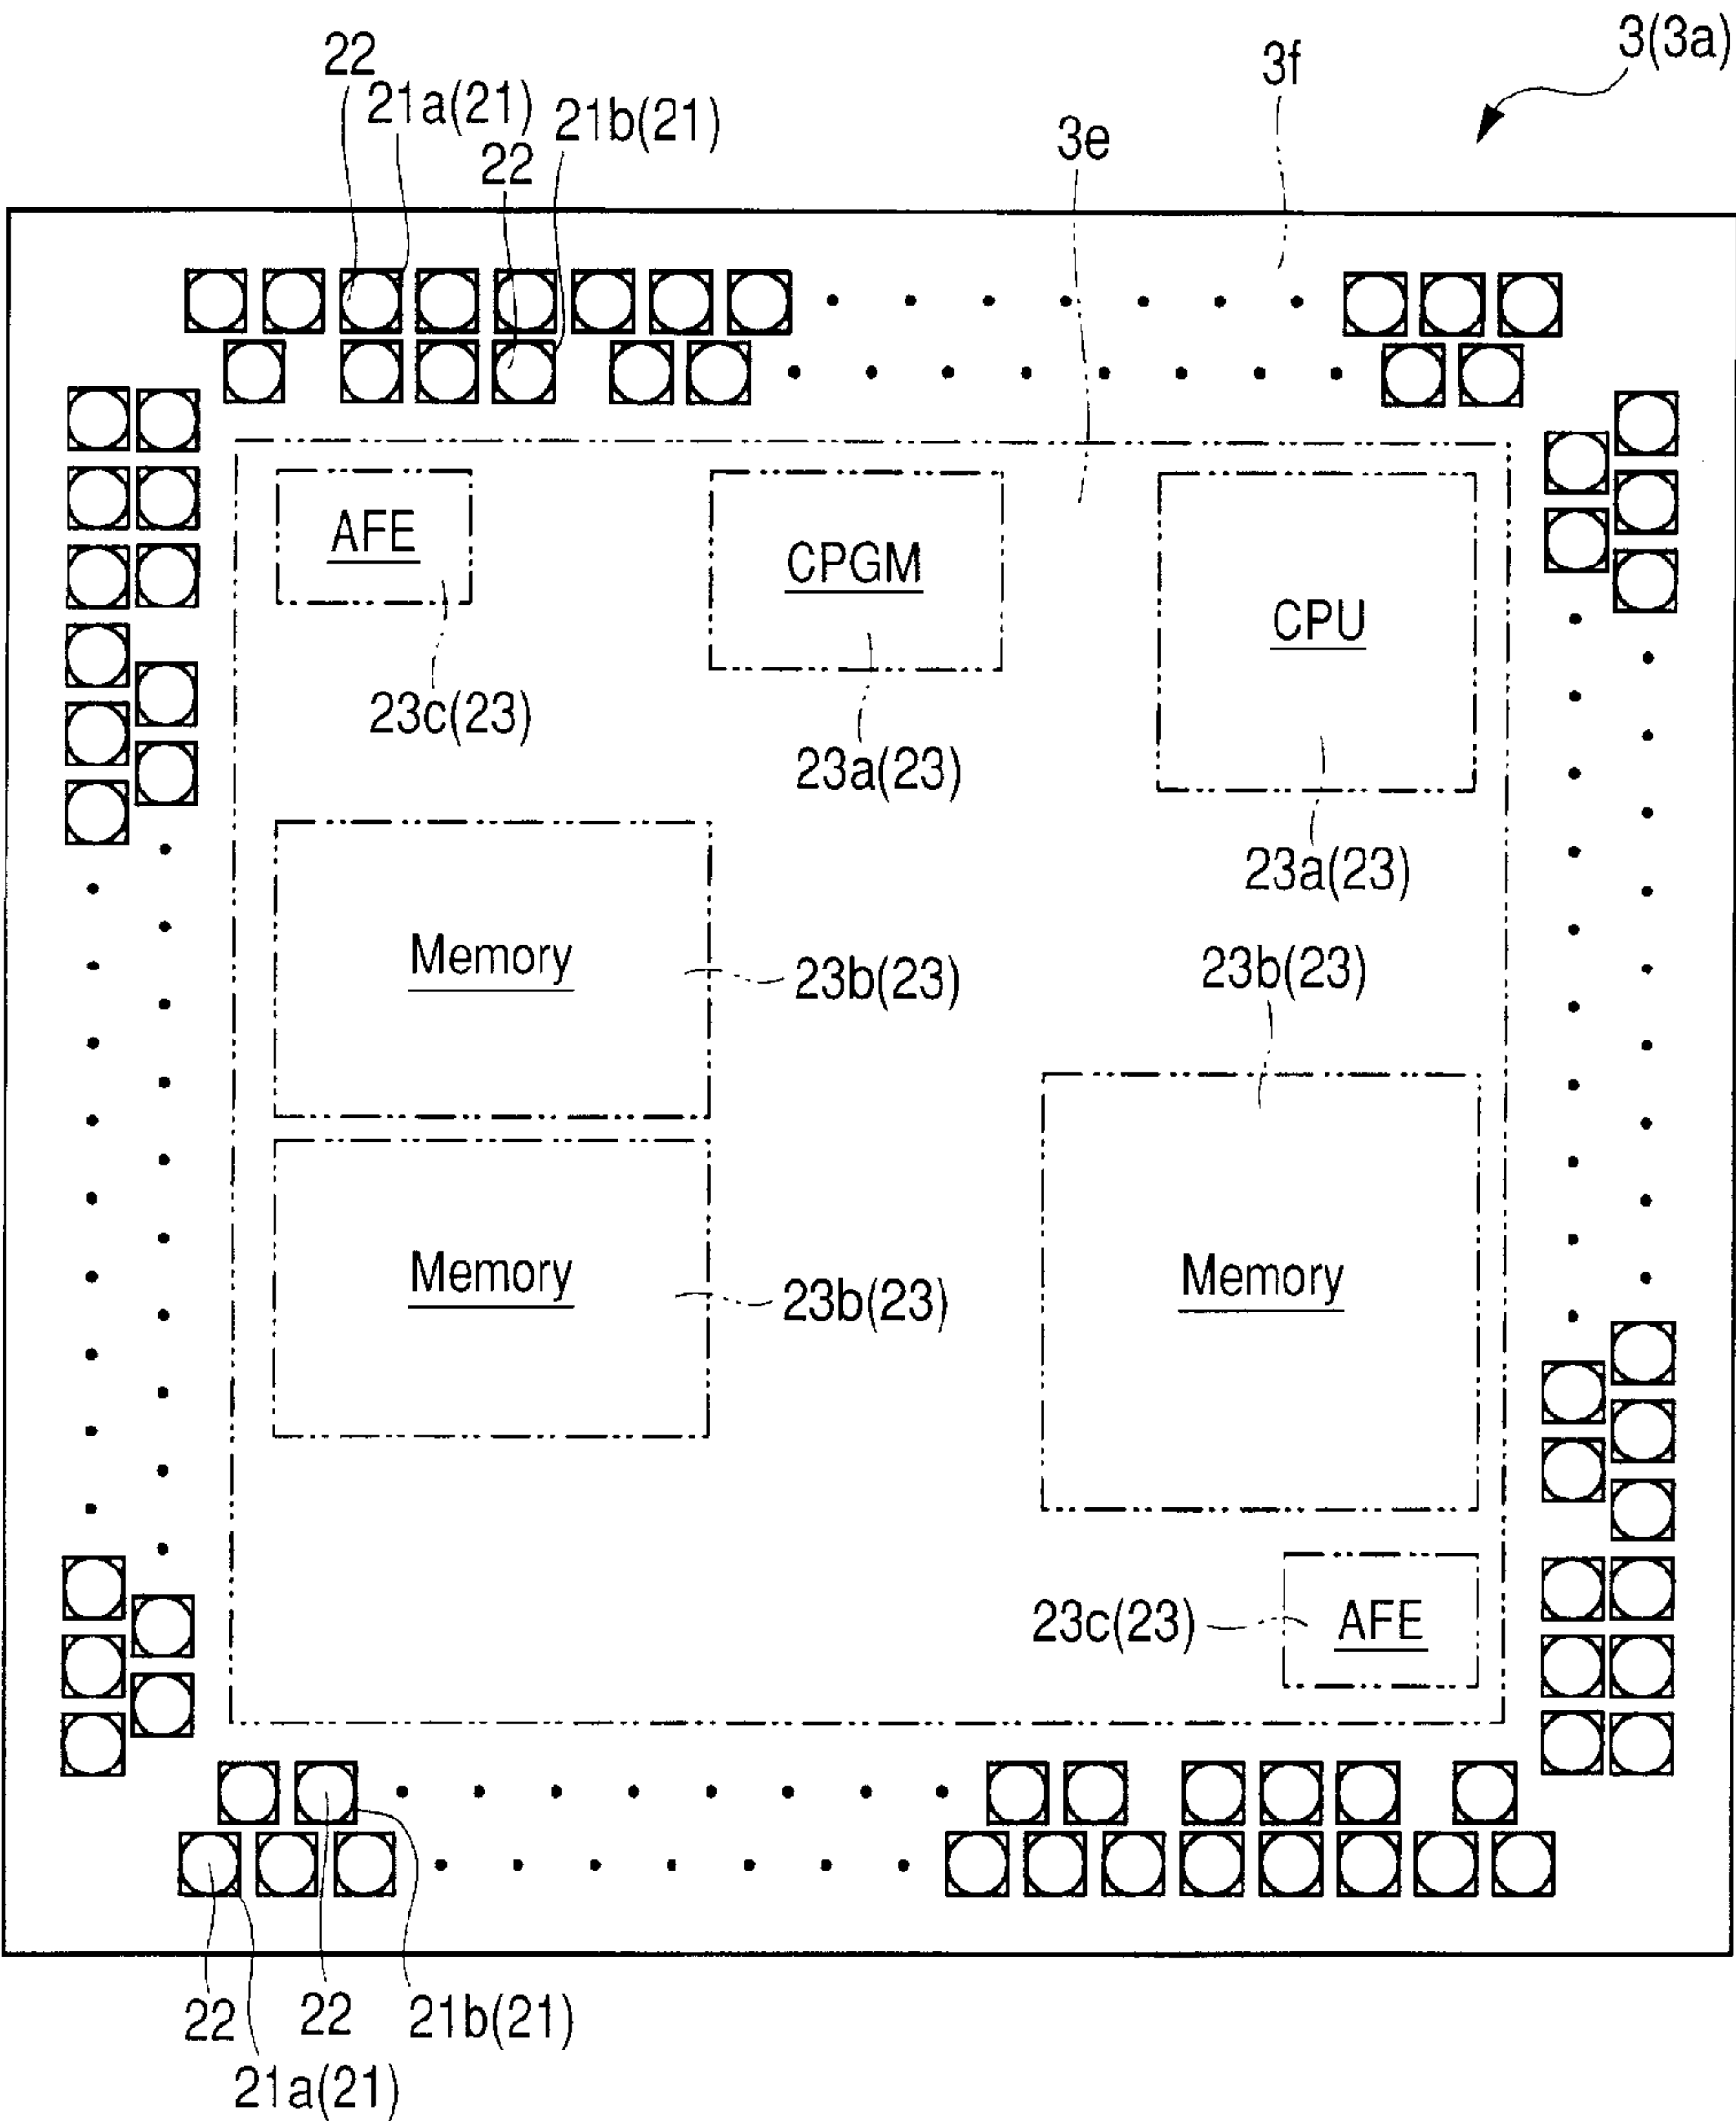 3(3a)
22
3f
21a(21)
21b(21)
3e
22
AFE
CPGM
CPU
23c(23)
23a(23)
23a(23)
Memory
23b(23)
23b(23)
Memory
23b(23)
Memory
23c(23)
AFE
22
22
21b(21)
21a(21)